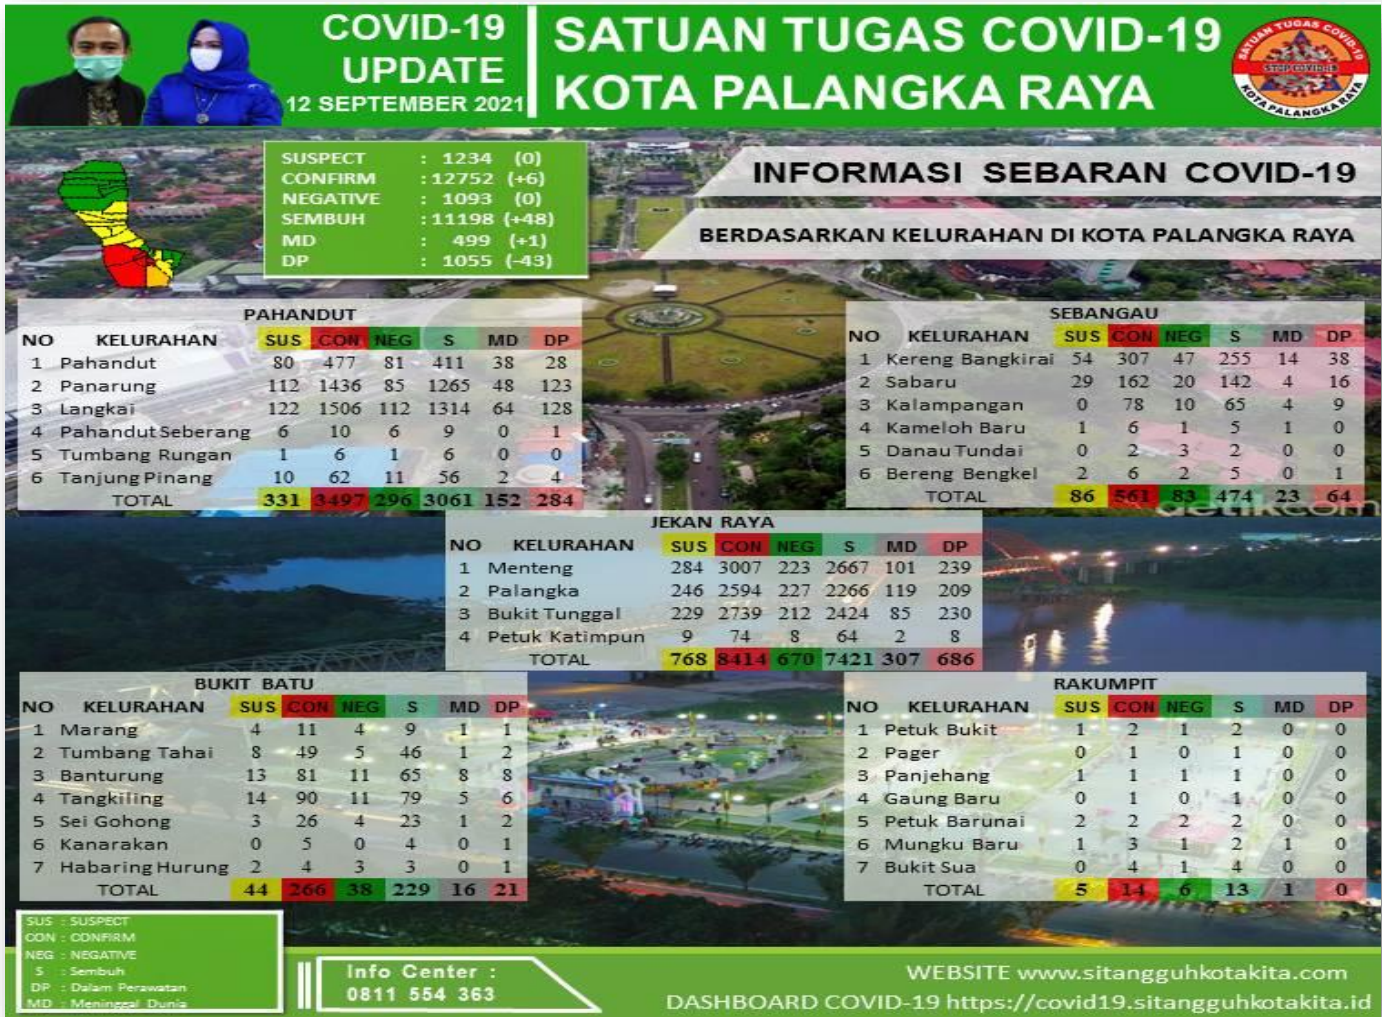 COVID-19
UPDATE
12 SEPTEMBER 2021
SATUAN TUGAS COVID-19
KOTA PALANGKA RAYA
SATUAN TUGAS COVID-19
STOP COVID-19
KOTA PALANGKARAYA
SUSPECT : 1234 (0)
CONFIRM :12752 (+6)
NEGATIVE : 1093 (0)
SEMBUH :11198 (+48)
MD : 499 (+1)
DP : 1055 (-43)
INFORMASI SEBARAN COVID-19
BERDASARKAN KELURAHAN DI KOTA PALANGKA RAYA
PAHANDUT
NO KELURAHAN SUS CON NEG S MD DP
1 Pahandut 80 477 81 411 38 28
2 Panarung 112 1436 85 1265 48 123
3 Langkai 122 1506 112 1314 64 128
4 Pahandut Seberang 6 10 6 9 0 1
5 Tumbang Rungan 1 6 1 6 0 0
6 Tanjung Pinang 10 62 11 56 2 4
TOTAL 331 3497 296 3061 152 284
SEBANGAU
NO KELURAHAN SUS CON NEG S MD DP
1 Kereng Bangkirai 54 307 47 255 14 38
2 Sabaru 29 162 20 142 4 16
3 Kalampangan 0 78 10 65 4 9
4 Kameloh Baru 1 6 1 5 1 0
5 Danau Tundai 0 2 3 2 0 0
6 Bereng Bengkel 2 6 2 5 0 1
TOTAL 86 561 83 474 23 64
detikcom
JEKAN RAYA
NO KELURAHAN SUS CON NEG S MD DP
1 Menteng 284 3007 223 2667 101 239
2 Palangka 246 2594 227 2266 119 209
3 Bukit Tunggal 229 2739 212 2424 85 230
4 Petuk Katimpun 9 74 8 64 2 8
TOTAL 768 8414 670 7421 307 686
BUKIT BATU
NO KELURAHAN SUS CON NEG S MD DP
1 Marang 4 11 4 9 1 1
2 Tumbang Tahai 8 49 5 46 1 2
3 Banturung 13 81 11 65 8 8
4 Tangkiling 14 90 11 79 5 6
5 Sei Gohong 3 26 4 23 1 2
6 Kanarakan 0 5 0 4 0 1
7 Habaring Hurung 2 4 3 3 0 1
TOTAL 44 266 38 229 16 21
RAKUMPIT
NO KELURAHAN SUS CON NEG S MD DP
1 Petuk Bukit 1 2 1 2 0 0
2 Pager 0 1 0 1 0 0
3 Panjehang 1 1 1 1 0 0
4 Gaung Baru 0 1 0 1 0 0
5 Petuk Barunai 2 2 2 2 0 0
6 Mungku Baru 1 3 1 2 1 0
7 Bukit Sua 0 4 1 4 0 0
TOTAL 5 14 6 13 1 0
SUS : SUSPECT
CON : CONFIRM
NEG : NEGATIVE
S : Sembuh
DP : Dalam Perawatan
MD : Meninggal Dunia
Info Center :
0811 554 363
WEBSITE www.sitangguhkotakita.com
DASHBOARD COVID-19 https://covid19.sitangguhkotakita.id